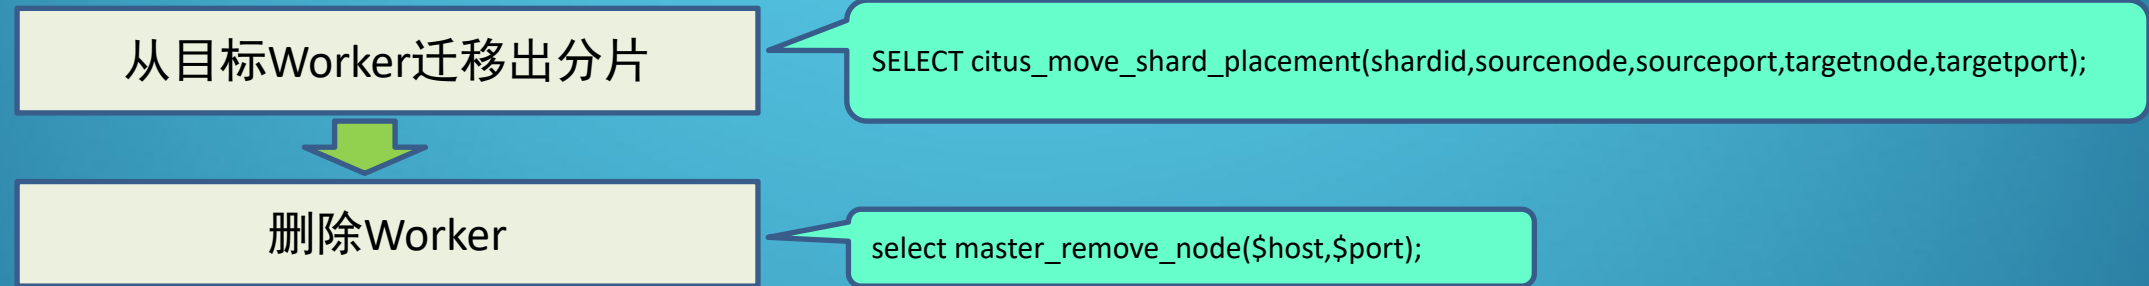 从目标Worker迁移出分片
SELECT citus_move_shard_placement(shardid,sourcenode,sourceport,targetnode,targetport);
删除Worker
select master_remove_node($host,$port);